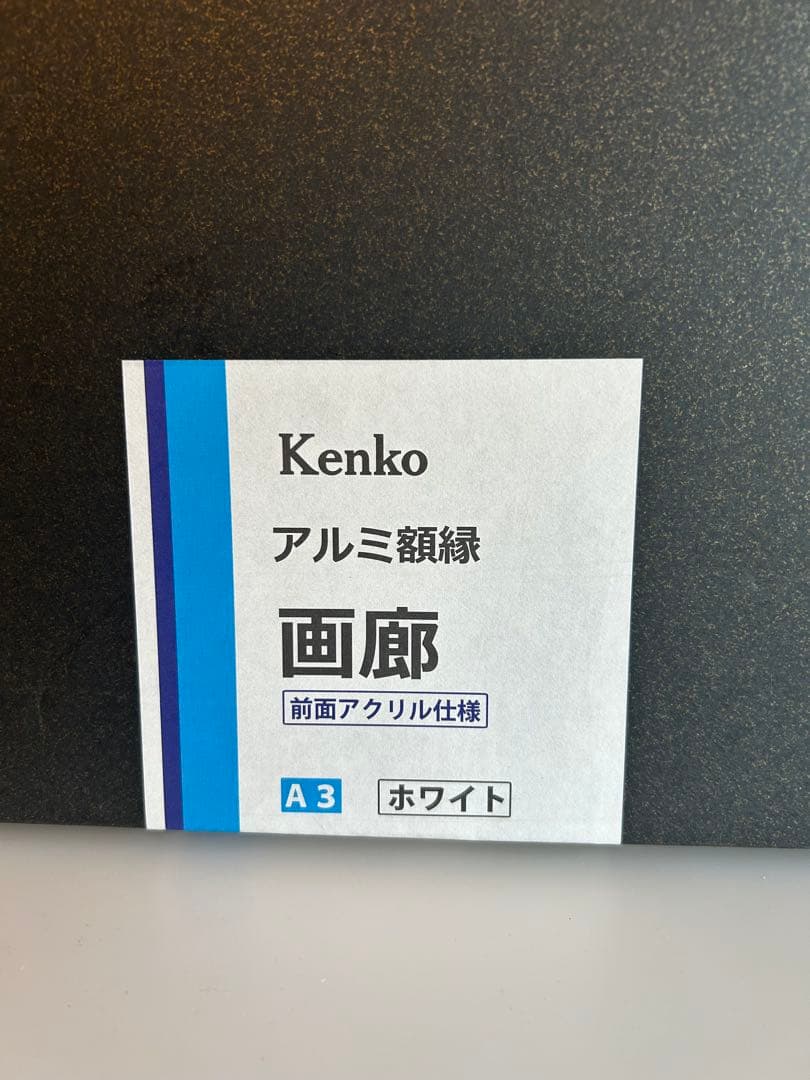 Kenko
アルミ額縁
画廊
前面アクリル仕様
A3 ホワイト